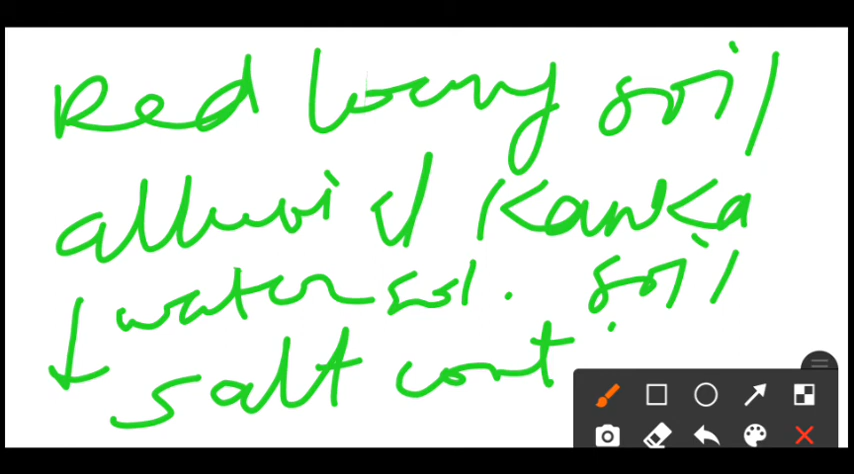 Red loamy soil
alluvial Kanka
↓ water sol. soil
salt cont